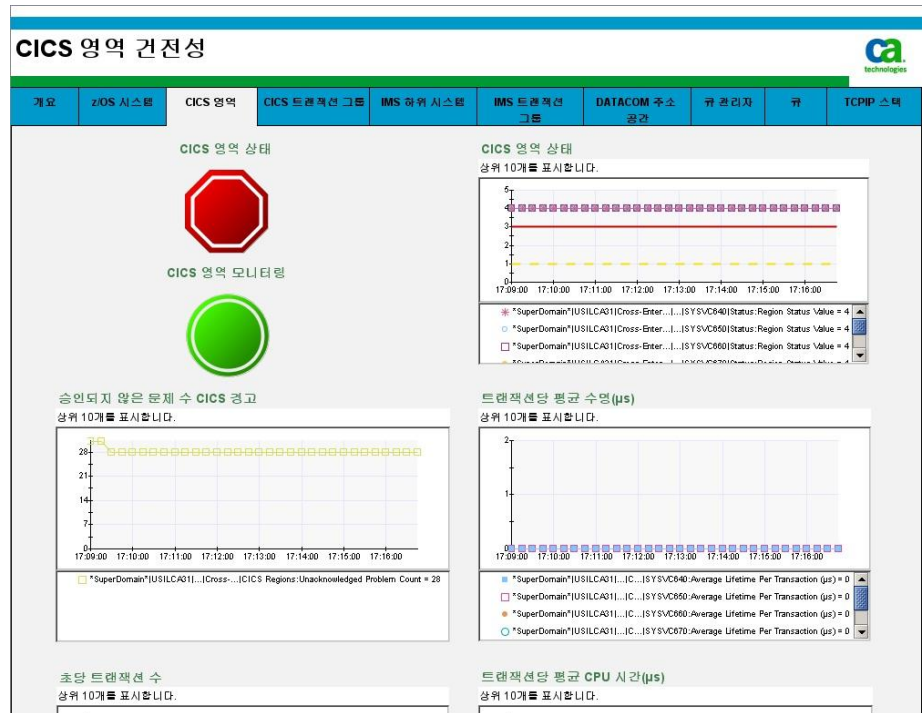 CICS 영역 건전성
ca
technologies
개요
z/OS 시스템
CICS 영역
CICS 트랜잭션 그룹
IMS 하위 시스템
IMS 트랜잭션
그룹
DATACOM 주소
공간
큐 관리자
큐
TCPIP 스택
CICS 영역 상태
CICS 영역 모니터링
CICS 영역 상태
상위 10개를 표시합니다.
5
4
3
2
1
0
17:09:00 17:10:00 17:11:00 17:12:00 17:13:00 17:14:00 17:15:00 17:16:00
*SuperDomain*|USILCA31|Cross-Enter...|...|SYSVC640|Status:Region Status Value = 4
*SuperDomain*|USILCA31|Cross-Enter...|...|SYSVC650|Status:Region Status Value = 4
*SuperDomain*|USILCA31|Cross-Enter...|...|SYSVC660|Status:Region Status Value = 4
*SuperDomain*|USILCA31|Cross-Enter...|...|SYSVC670|Status:Region Status Value = 4
승인되지 않은 문제 수 CICS 경고
상위 10개를 표시합니다.
28
21
14
7
0
17:09:00 17:10:00 17:11:00 17:12:00 17:13:00 17:14:00 17:15:00 17:16:00
*SuperDomain*|USILCA31|...|Cross-...|CICS Regions:Unacknowledged Problem Count = 28
트랜잭션당 평균 수명(µs)
상위 10개를 표시합니다.
2
1
0
17:09:00 17:10:00 17:11:00 17:12:00 17:13:00 17:14:00 17:15:00 17:16:00
*SuperDomain*|USILCA31|...|C...|SYSVC640:Average Lifetime Per Transaction (µs) = 0
*SuperDomain*|USILCA31|...|C...|SYSVC650:Average Lifetime Per Transaction (µs) = 0
*SuperDomain*|USILCA31|...|C...|SYSVC660:Average Lifetime Per Transaction (µs) = 0
*SuperDomain*|USILCA31|...|C...|SYSVC670:Average Lifetime Per Transaction (µs) = 0
초당 트랜잭션 수
상위 10개를 표시합니다.
트랜잭션당 평균 CPU 시간(µs)
상위 10개를 표시합니다.